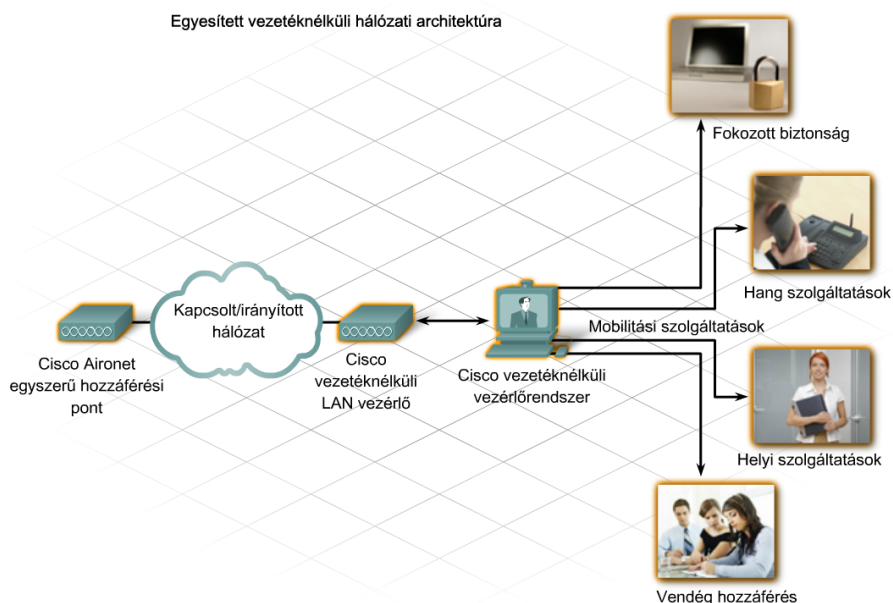 Egyesített vezetéknélküli hálózati architektúra
Fokozott biztonság
Hang szolgáltatások
Kapcsolt/irányított
hálózat
Mobilitási szolgáltatások
Cisco Aironet
egyszerű hozzáférési
pont
Cisco
vezetéknélküli
LAN vezérlő
Cisco vezetéknélküli
vezérlőrendszer
Helyi szolgáltatások
Vendég hozzáférés